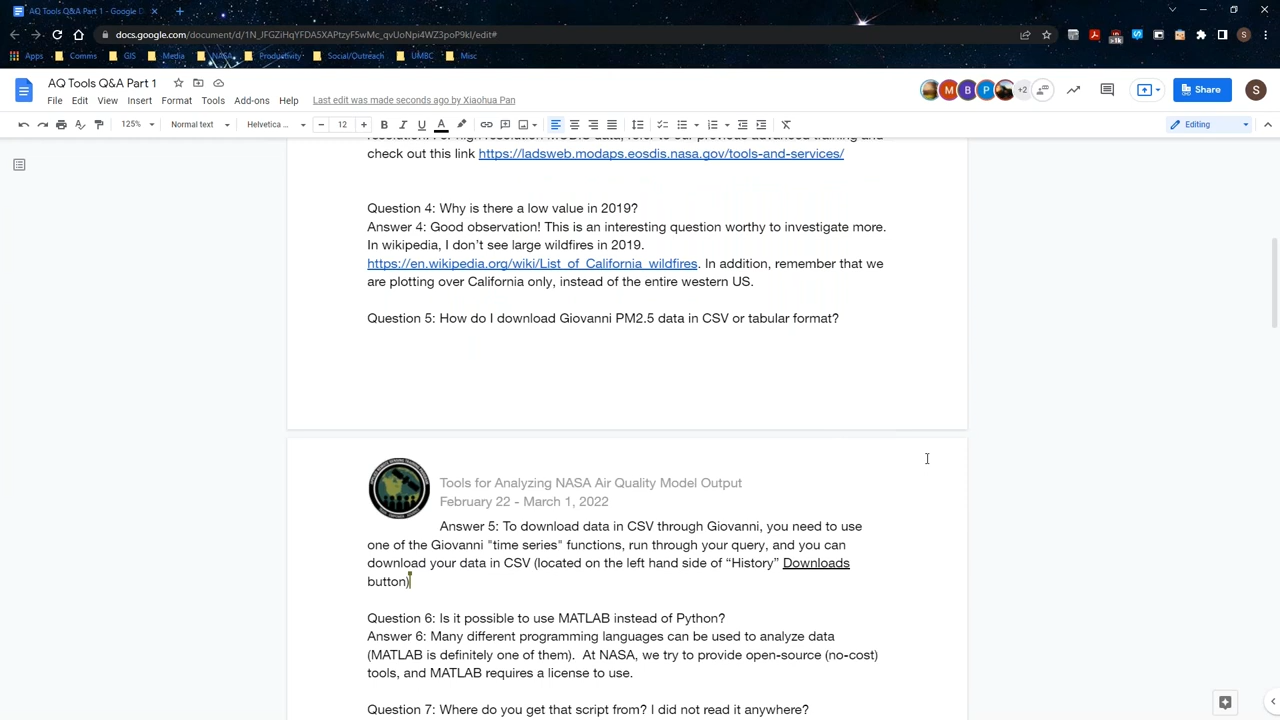 AQ Tools Q&A Part 1 - Google D
docs.google.com/document/d/1N_JFGZiHqYFDA5XAPtzyF5wMc_qvUoNpi4WZ3poP9kI/edit#
Apps Comms GIS Media NASA Productivity Social/Outreach UMBC Misc
AQ Tools Q&A Part 1
File Edit View Insert Format Tools Add-ons Help Last edit was made seconds ago by Xiaohua Pan
M B P +2 Share S
125% Normal text Helvetica ... 12 B I U A Editing
check out this link https://ladsweb.modaps.eosdis.nasa.gov/tools-and-services/
Question 4: Why is there a low value in 2019?
Answer 4: Good observation! This is an interesting question worthy to investigate more.
In wikipedia, I don't see large wildfires in 2019.
https://en.wikipedia.org/wiki/List_of_California_wildfires. In addition, remember that we
are plotting over California only, instead of the entire western US.
Question 5: How do I download Giovanni PM2.5 data in CSV or tabular format?
Tools for Analyzing NASA Air Quality Model Output
February 22 - March 1, 2022
Answer 5: To download data in CSV through Giovanni, you need to use
one of the Giovanni "time series" functions, run through your query, and you can
download your data in CSV (located on the left hand side of “History” Downloads
button)
Question 6: Is it possible to use MATLAB instead of Python?
Answer 6: Many different programming languages can be used to analyze data
(MATLAB is definitely one of them).  At NASA, we try to provide open-source (no-cost)
tools, and MATLAB requires a license to use.
Question 7: Where do you get that script from? I did not read it anywhere?